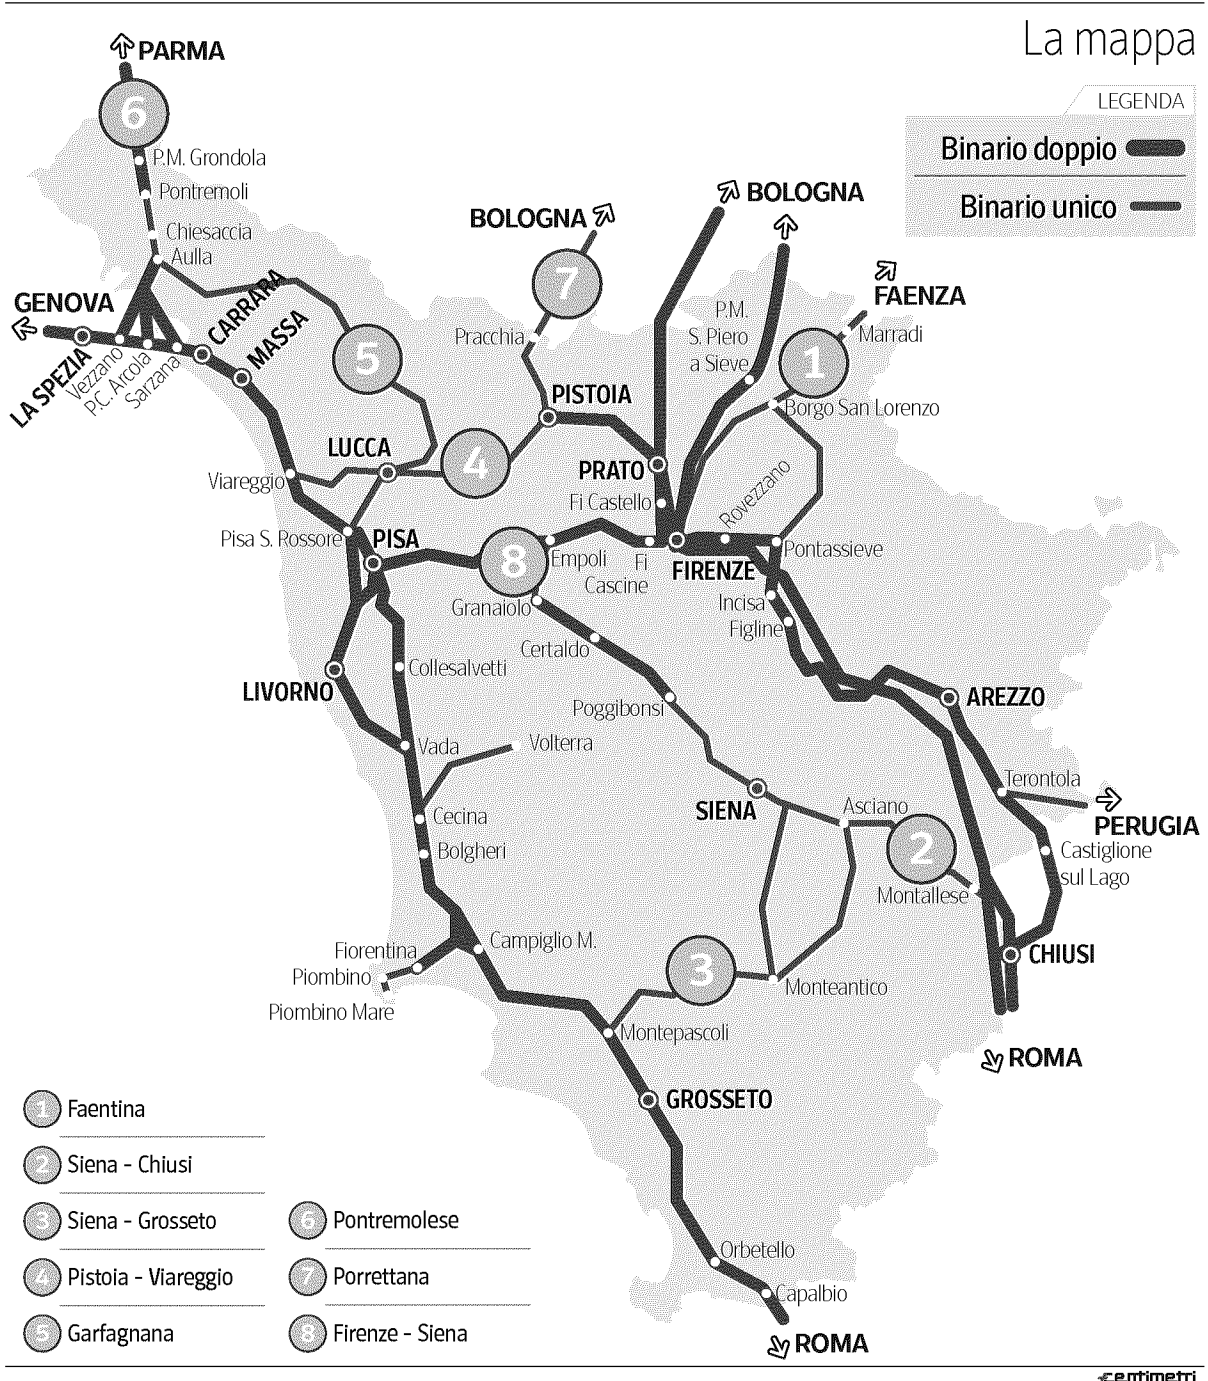 La mappa
LEGENDA
Binario doppio
Binario unico
PARMA
6
P.M. Grondola
Pontremoli
Chiesaccia
Aulla
GENOVA
LA SPEZIA
Vezzano
P.C. Arcola
Sarzana
CARRARA
MASSA
5
BOLOGNA
7
Pracchia
BOLOGNA
P.M.
S. Piero
a Sieve
FAENZA
Marradi
1
Borgo San Lorenzo
PISTOIA
LUCCA
4
Viareggio
PRATO
Fi Castello
Rovezzano
Pisa S. Rossore
PISA
8
Empoli
Fi
Cascine
FIRENZE
Pontassieve
Granaiolo
Incisa
Figline
Certaldo
Collesalvetti
LIVORNO
Poggibonsi
AREZZO
Vada
Volterra
Terontola
PERUGIA
Cecina
SIENA
Asciano
2
Bolgheri
Castiglione
sul Lago
Montallese
Campiglio M.
CHIUSI
Fiorentina
Piombino
Piombino Mare
3
Monteantico
Montepascoli
ROMA
GROSSETO
Orbetello
Capalbio
ROMA
1 Faentina
2 Siena - Chiusi
3 Siena - Grosseto
4 Pistoia - Viareggio
5 Garfagnana
6 Pontremolese
7 Porrettana
8 Firenze - Siena
centimetri